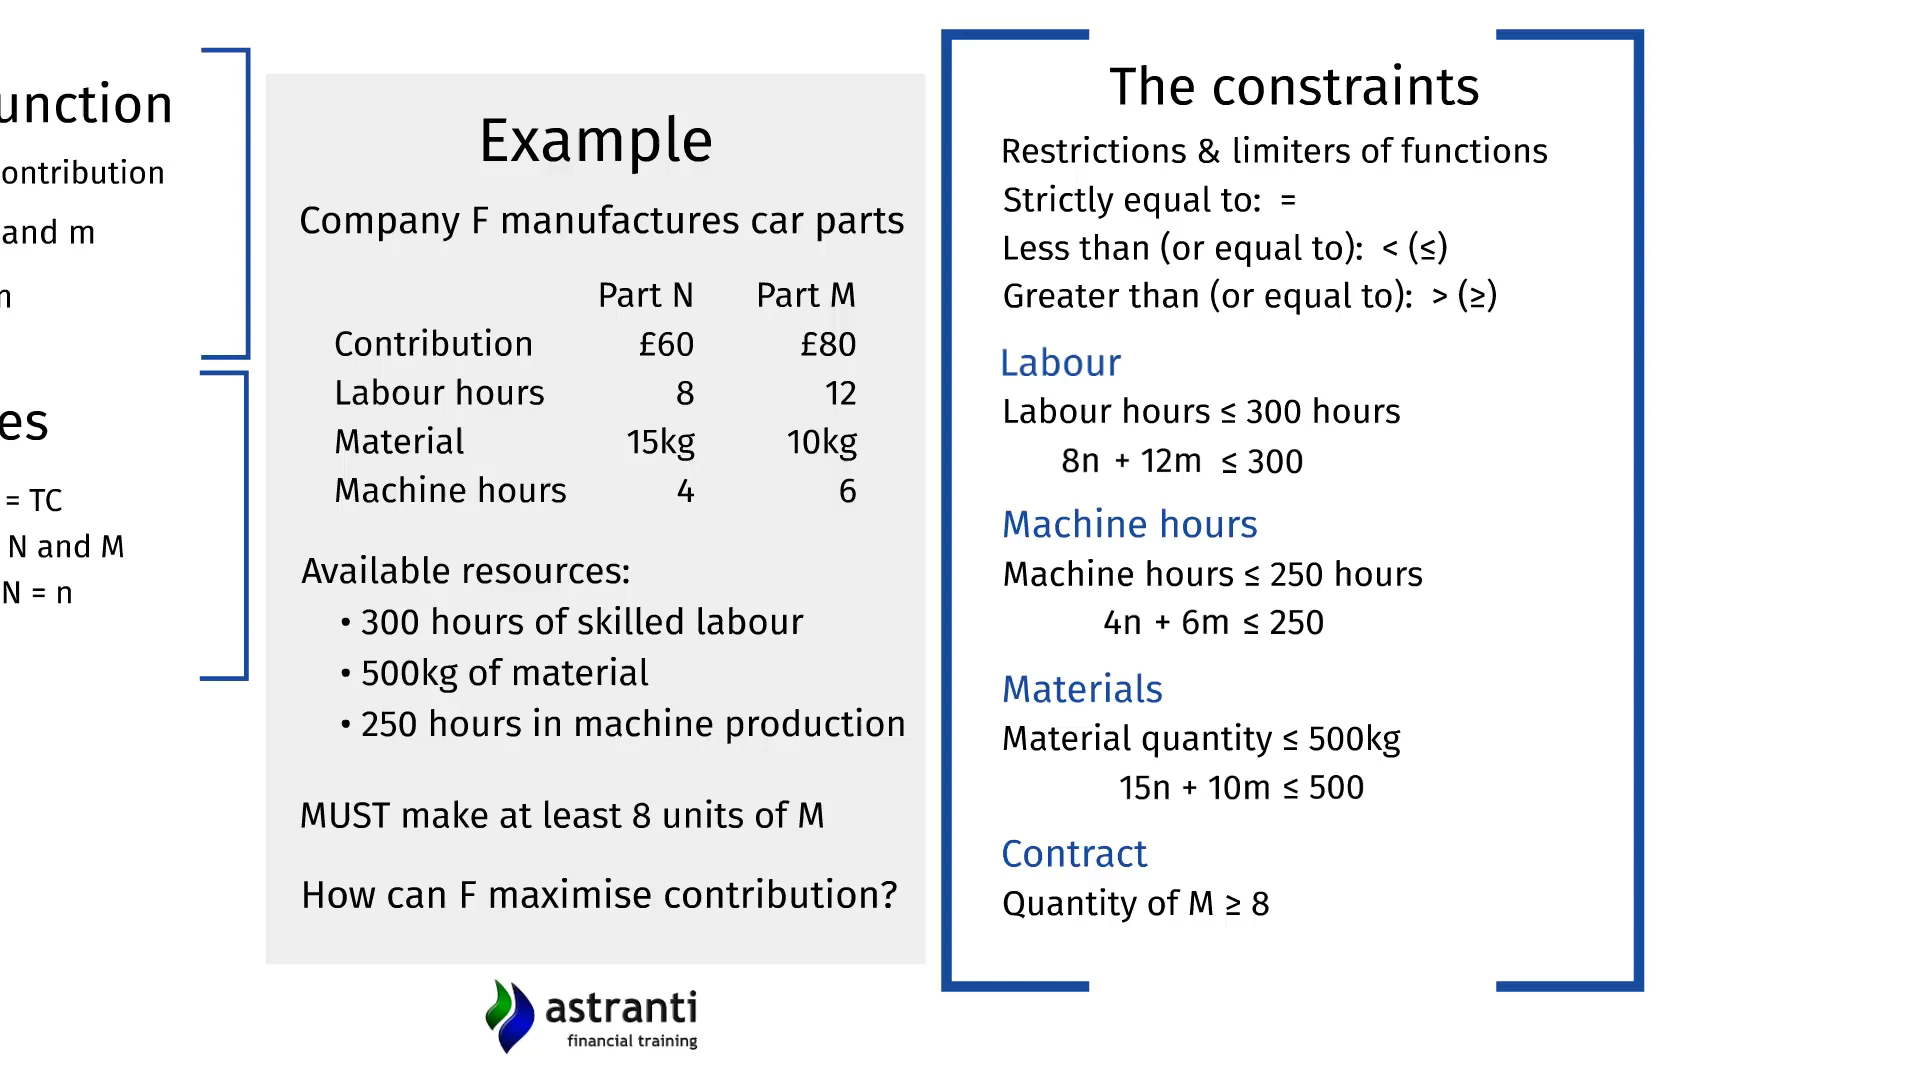 ontribution
and m
= TC
N and M
N = n
Example
Company F manufactures car parts
Part N Part M
Contribution £60 £80
Labour hours 8 12
Material 15kg 10kg
Machine hours 4 6
Available resources:
• 300 hours of skilled labour
• 500kg of material
• 250 hours in machine production
MUST make at least 8 units of M
How can F maximise contribution?
astranti
financial training
The constraints
Restrictions & limiters of functions
Strictly equal to: =
Less than (or equal to): < (≤)
Greater than (or equal to): > (≥)
Labour
Labour hours ≤ 300 hours
8n + 12m ≤ 300
Machine hours
Machine hours ≤ 250 hours
4n + 6m ≤ 250
Materials
Material quantity ≤ 500kg
15n + 10m ≤ 500
Contract
Quantity of M ≥ 8